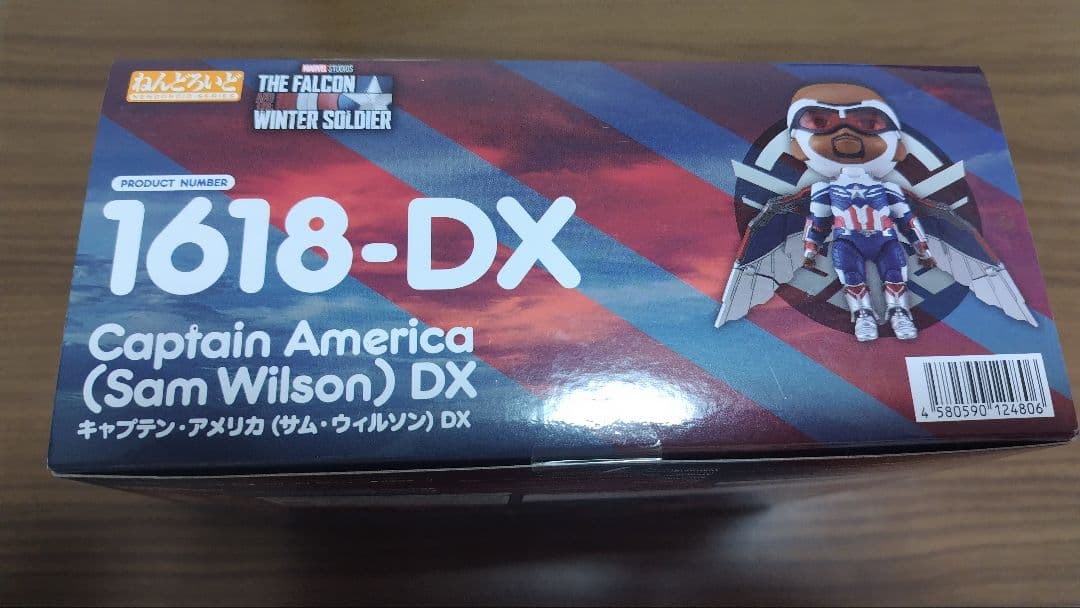 ねんどろいど
NENDOROID SERIES
MARVEL STUDIOS
THE FALCON
WINTER SOLDIER
PRODUCT NUMBER
1618-DX
Captain America
(Sam Wilson) DX
キャプテン・アメリカ (サム・ウィルソン) DX
4 580590 124806